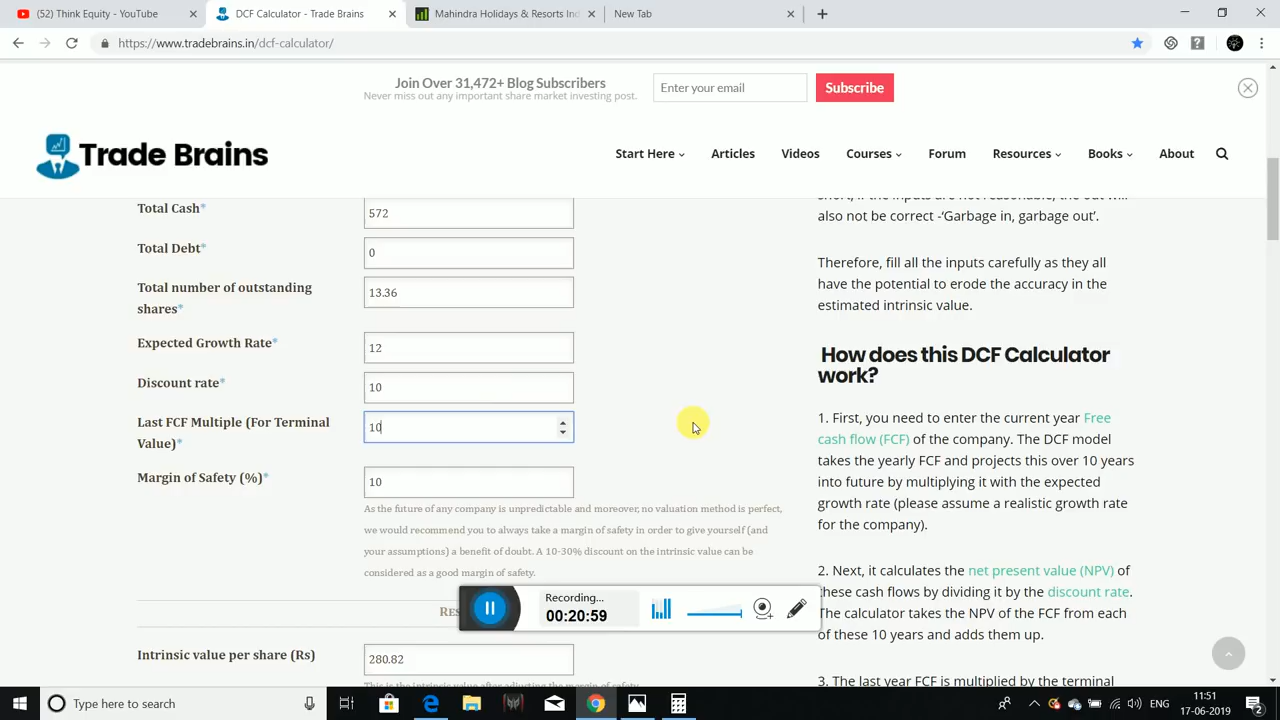 (52) Think Equity - YouTube
DCF Calculator - Trade Brains
Mahindra Holidays & Resorts Ind
New Tab
https://www.tradebrains.in/dcf-calculator/
Join Over 31,472+ Blog Subscribers
Never miss out any important share market investing post.
Enter your email
Subscribe
Trade Brains
Start Here
Articles
Videos
Courses
Forum
Resources
Books
About
Total Cash*
572
Total Debt*
0
Total number of outstanding
shares*
13.36
Expected Growth Rate*
12
Discount rate*
10
Last FCF Multiple (For Terminal
Value)*
10
Margin of Safety (%)*
10
As the future of any company is unpredictable and moreover, no valuation method is perfect,
we would recommend you to always take a margin of safety in order to give yourself (and
your assumptions) a benefit of doubt. A 10-30% discount on the intrinsic value can be
considered as a good margin of safety.
Intrinsic value per share (Rs)
280.82
This is the intrinsic value after adjusting the margin of safety
also not be correct -'Garbage in, garbage out'.
Therefore, fill all the inputs carefully as they all
have the potential to erode the accuracy in the
estimated intrinsic value.
How does this DCF Calculator
work?
1. First, you need to enter the current year Free
cash flow (FCF) of the company. The DCF model
takes the yearly FCF and projects this over 10 years
into future by multiplying it with the expected
growth rate (please assume a realistic growth rate
for the company).
2. Next, it calculates the net present value (NPV) of
these cash flows by dividing it by the discount rate.
The calculator takes the NPV of the FCF from each
of these 10 years and adds them up.
3. The last year FCF is multiplied by the terminal
Recording...
00:20:59
Type here to search
ENG
11:51
17-06-2019
2